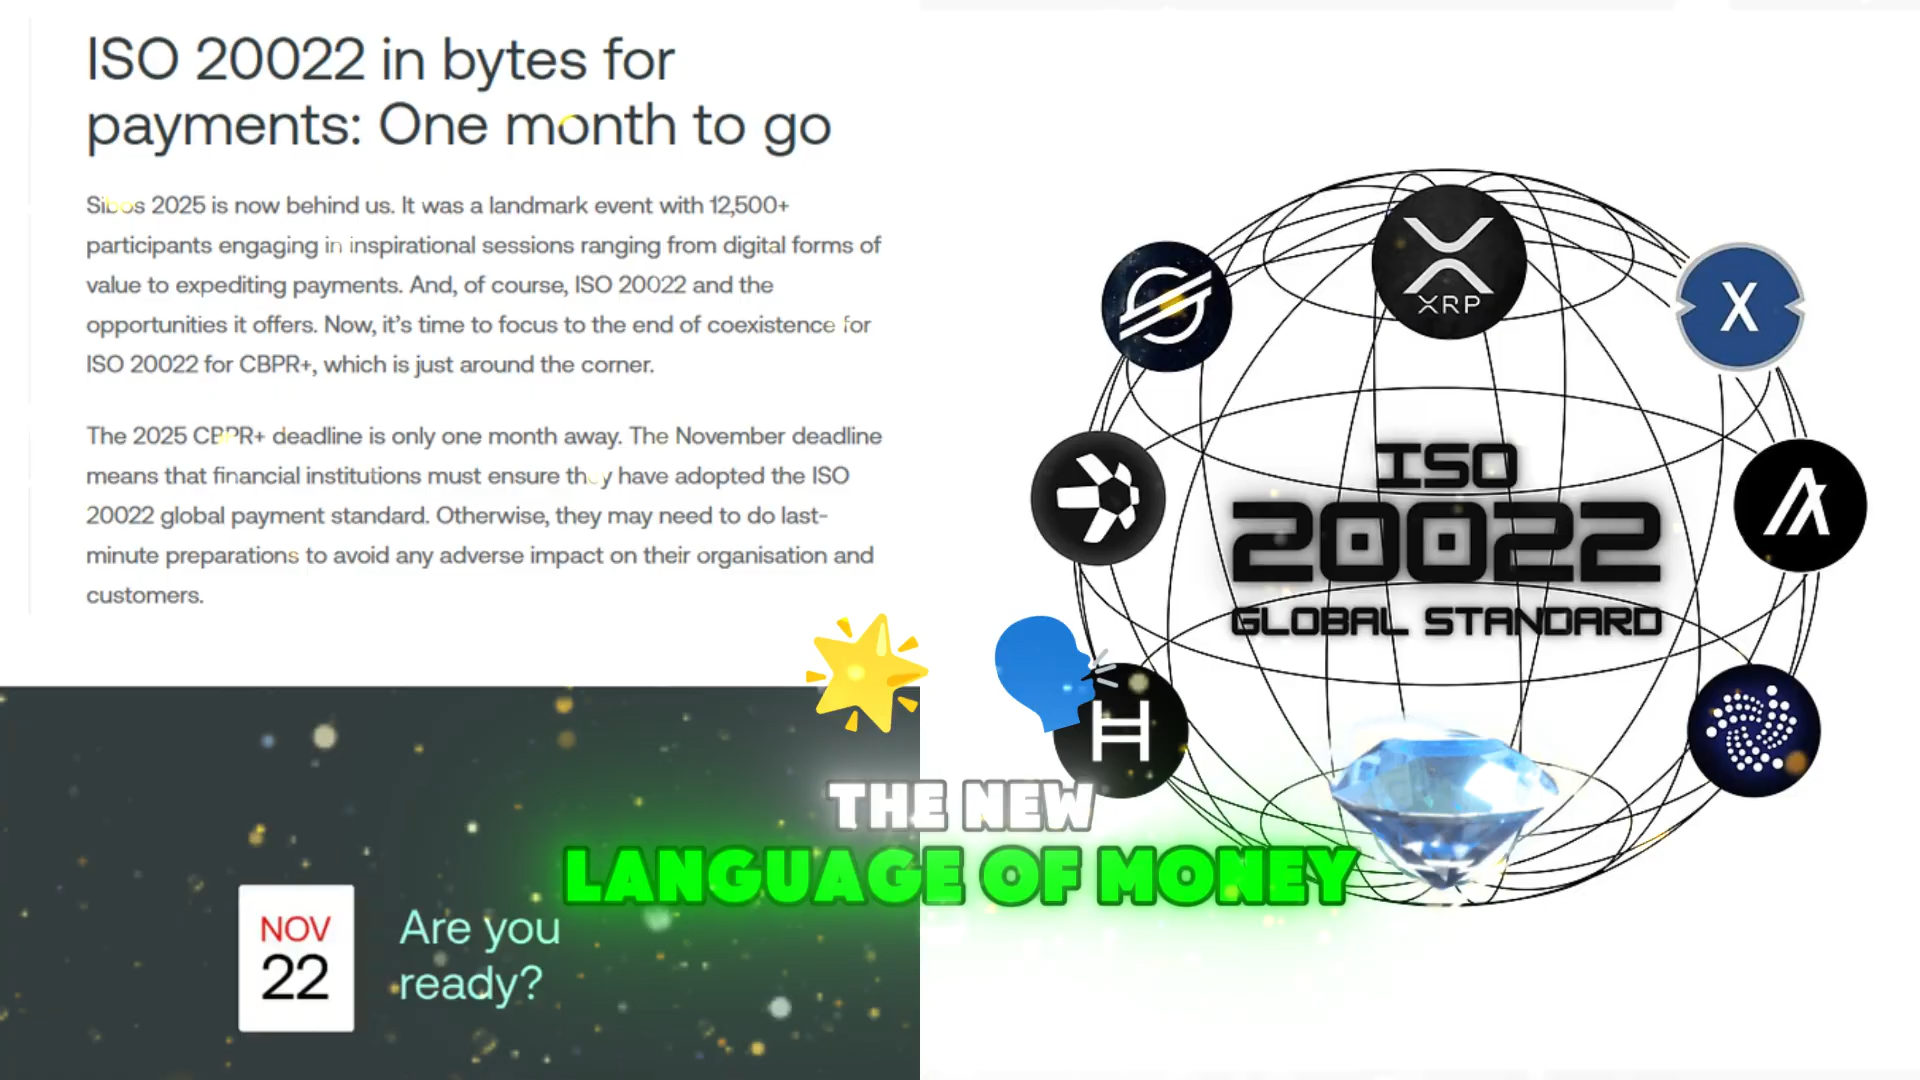 ISO 20022 in bytes for
payments: One month to go
Sibos 2025 is now behind us. It was a landmark event with 12,500+
participants engaging in inspirational sessions ranging from digital forms of
value to expediting payments. And, of course, ISO 20022 and the
opportunities it offers. Now, it's time to focus to the end of coexistence for
ISO 20022 for CBPR+, which is just around the corner.
The 2025 CBPR+ deadline is only one month away. The November deadline
means that financial institutions must ensure they have adopted the ISO
20022 global payment standard. Otherwise, they may need to do last-
minute preparations to avoid any adverse impact on their organisation and
customers.
NOV
22
Are you
ready?
XRP
X
ISO
20022
GLOBAL STANDARD
H
THE NEW
LANGUAGE OF MONEY